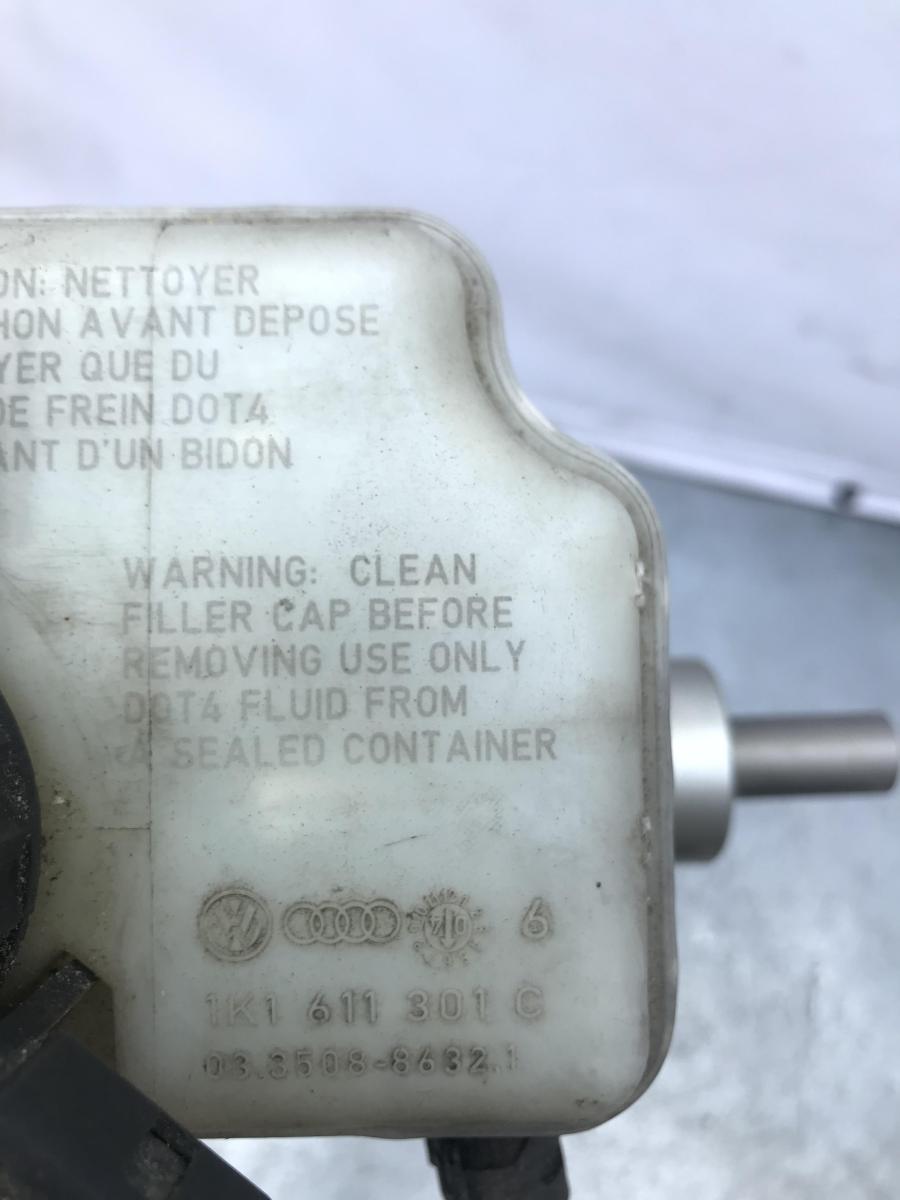 ON: NETTOYER
HON AVANT DEPOSE
YER QUE DU
DE FREIN DOT4
ANT D'UN BIDON
WARNING: CLEAN
FILLER CAP BEFORE
REMOVING USE ONLY
DOT4 FLUID FROM
A SEALED CONTAINER
6
1K1 611 301 C
03.3508-8632.1